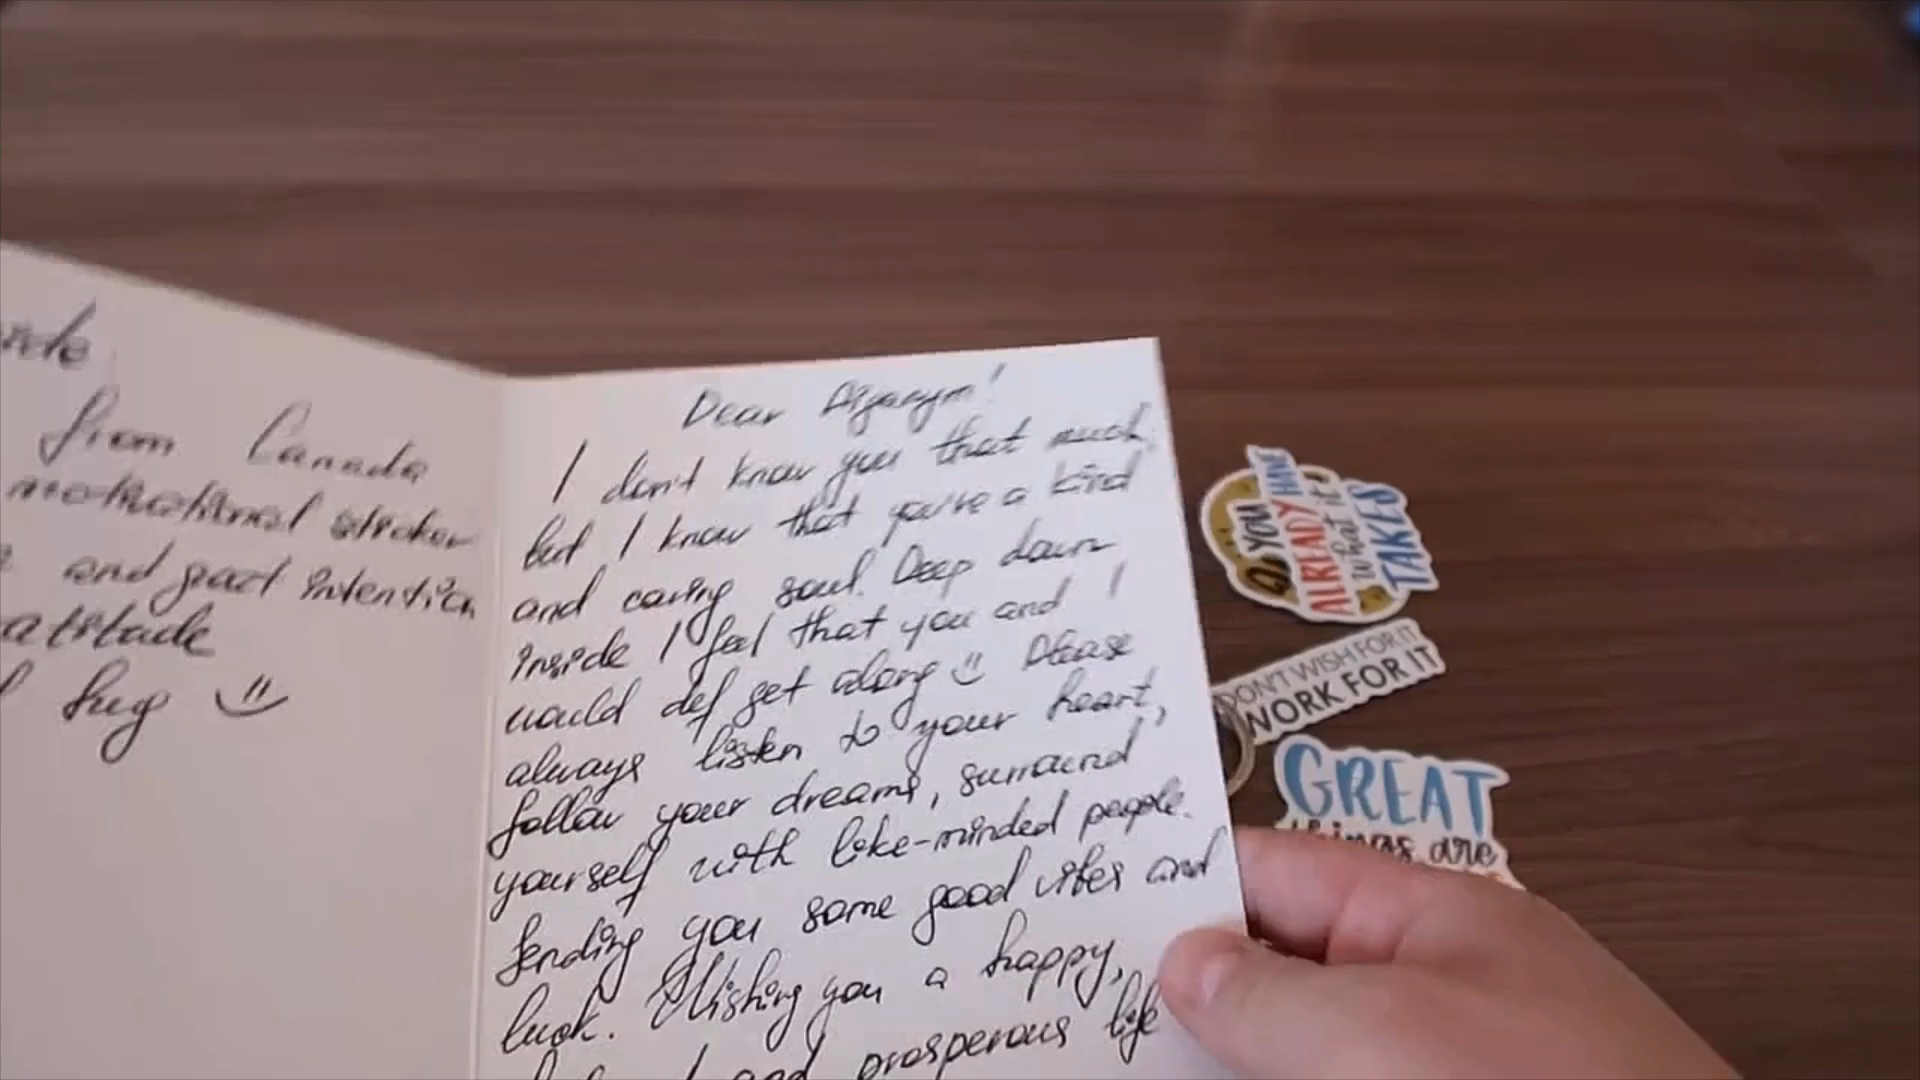 from Canada
motivational sticker
and part intention
hug
Dear Aizarym!
I don't know you that much,
but I know that you're a kind
and caring soul. Deep down
inside I feel that you and I
would def get along Please
always listen to your heart,
follow your dreams, surround
yourself with like-minded people.
Sending you some good vibes and
luck. Wishing you a happy,
and prosperous life
YOU
ALREADY HAVE
what it
TAKES
DON'T WISH FOR IT
WORK FOR IT
GREAT
things are